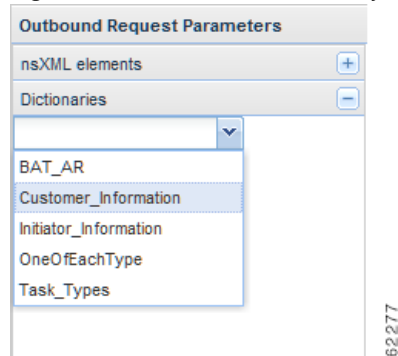 Outbound Request Parameters
nsXML elements
Dictionaries
BAT_AR
Customer_Information
Initiator_Information
OneOfEachType
Task_Types
62277